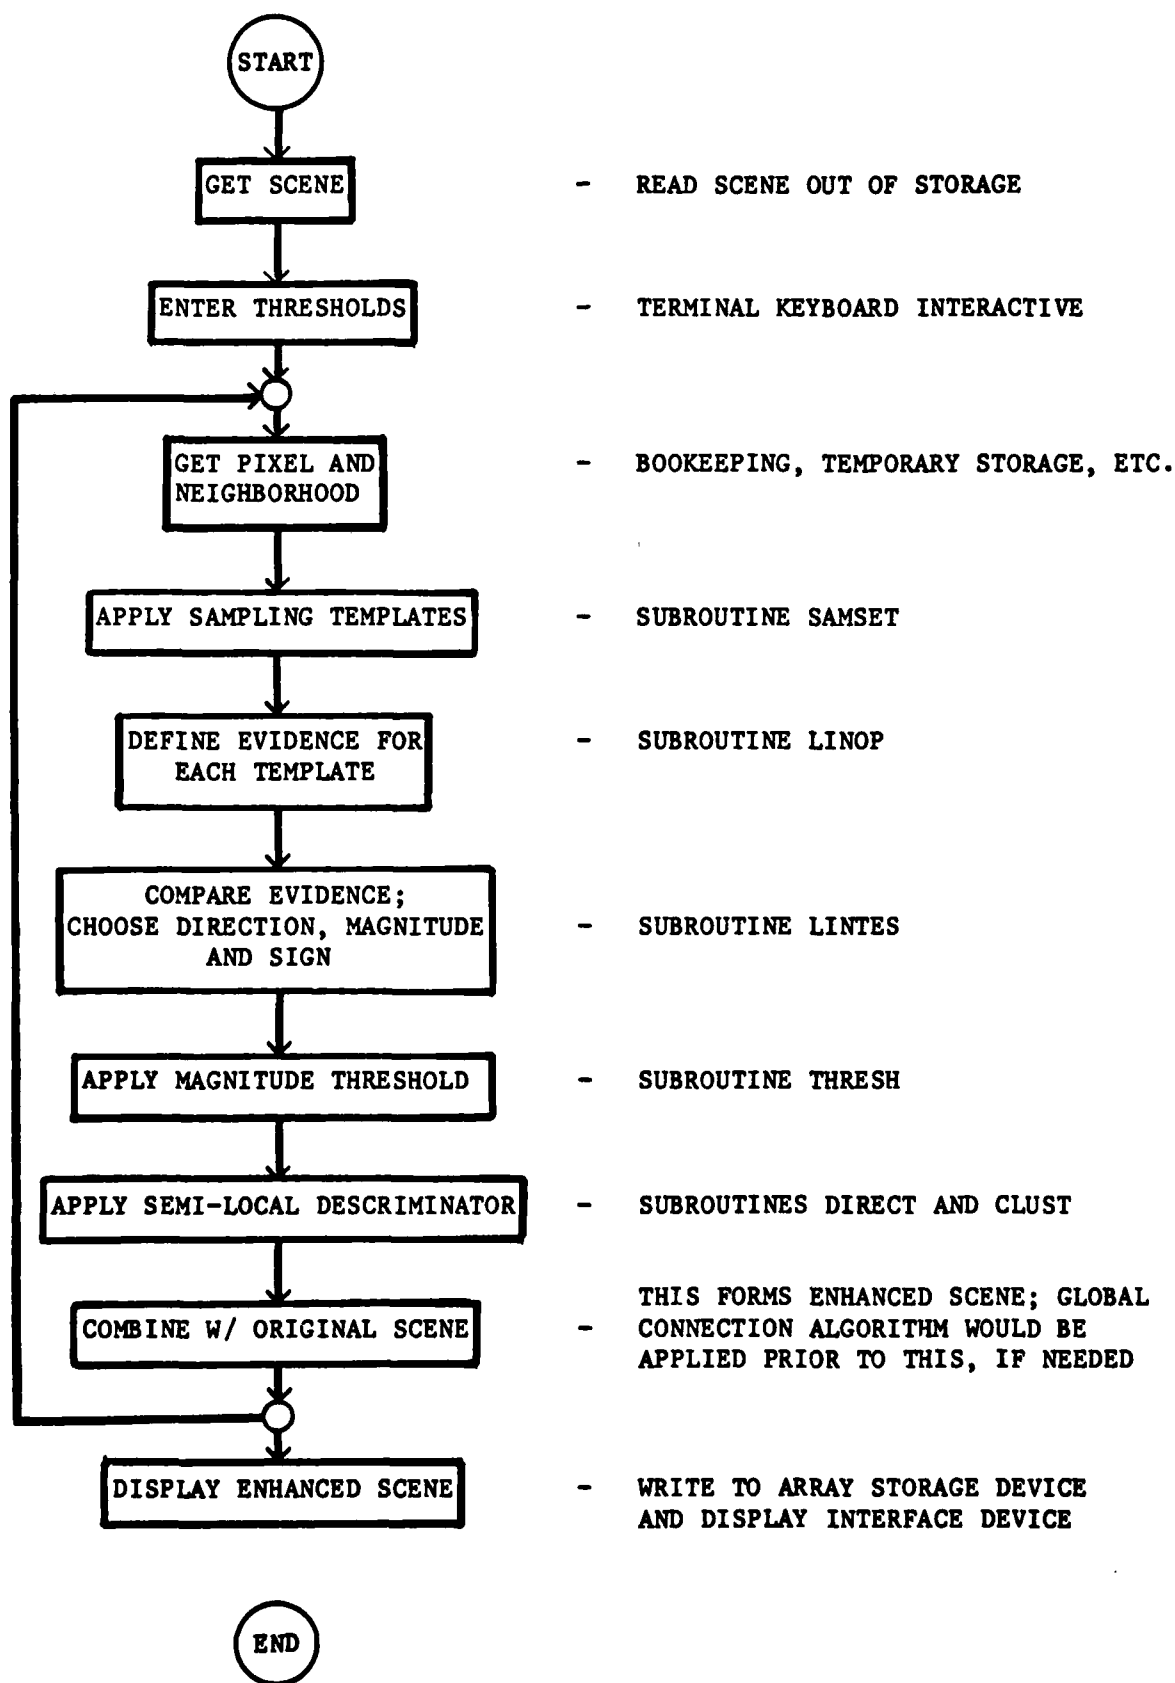 START
GET SCENE
- READ SCENE OUT OF STORAGE
ENTER THRESHOLDS
- TERMINAL KEYBOARD INTERACTIVE
GET PIXEL AND
NEIGHBORHOOD
- BOOKEEPING, TEMPORARY STORAGE, ETC.
APPLY SAMPLING TEMPLATES
- SUBROUTINE SAMSET
DEFINE EVIDENCE FOR
EACH TEMPLATE
- SUBROUTINE LINOP
COMPARE EVIDENCE;
CHOOSE DIRECTION, MAGNITUDE
AND SIGN
- SUBROUTINE LINTES
APPLY MAGNITUDE THRESHOLD
- SUBROUTINE THRESH
APPLY SEMI-LOCAL DESCRIMINATOR
- SUBROUTINES DIRECT AND CLUST
COMBINE W/ ORIGINAL SCENE
THIS FORMS ENHANCED SCENE; GLOBAL
- CONNECTION ALGORITHM WOULD BE
APPLIED PRIOR TO THIS, IF NEEDED
DISPLAY ENHANCED SCENE
- WRITE TO ARRAY STORAGE DEVICE
AND DISPLAY INTERFACE DEVICE
END